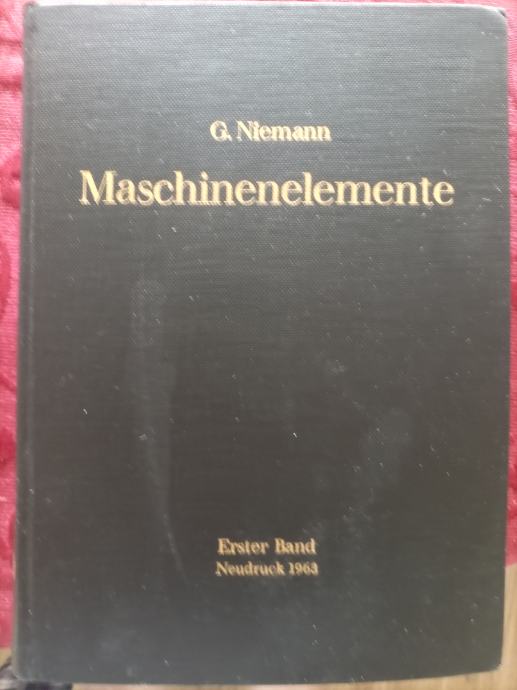 G. Niemann
Maschinenelemente
Erster Band
Neudruck 1963